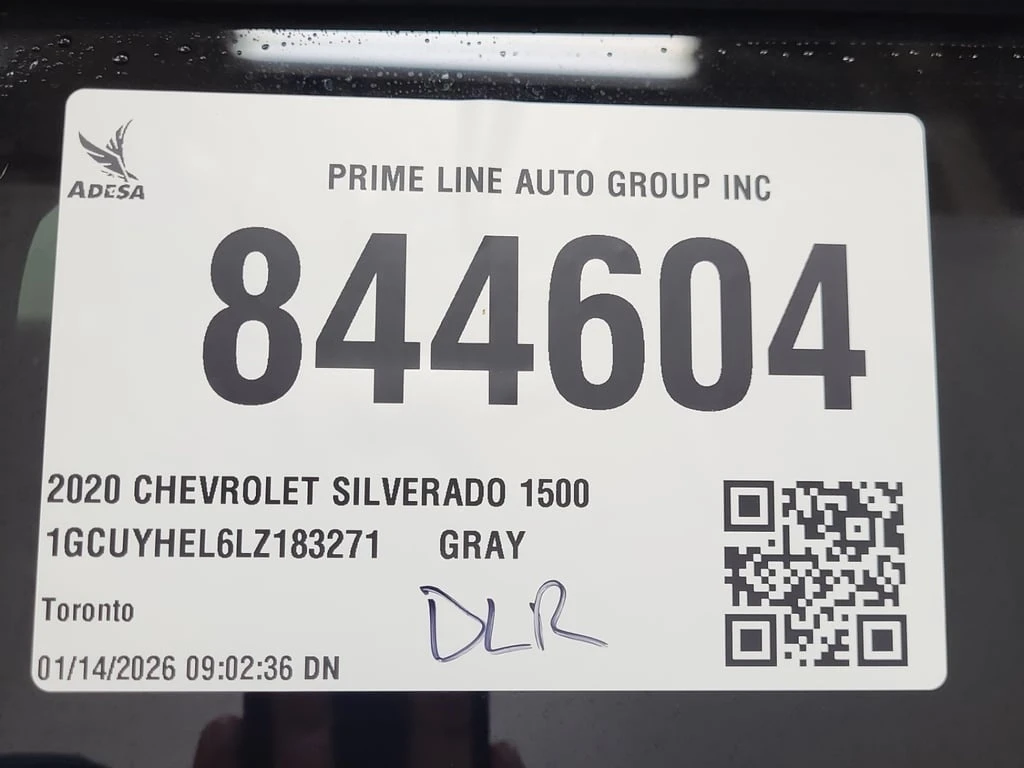 ADESA
PRIME LINE AUTO GROUP INC
844604
2020 CHEVROLET SILVERADO 1500
1GCUYHEL6LZ183271 GRAY
Toronto
DLR
01/14/2026 09:02:36 DN